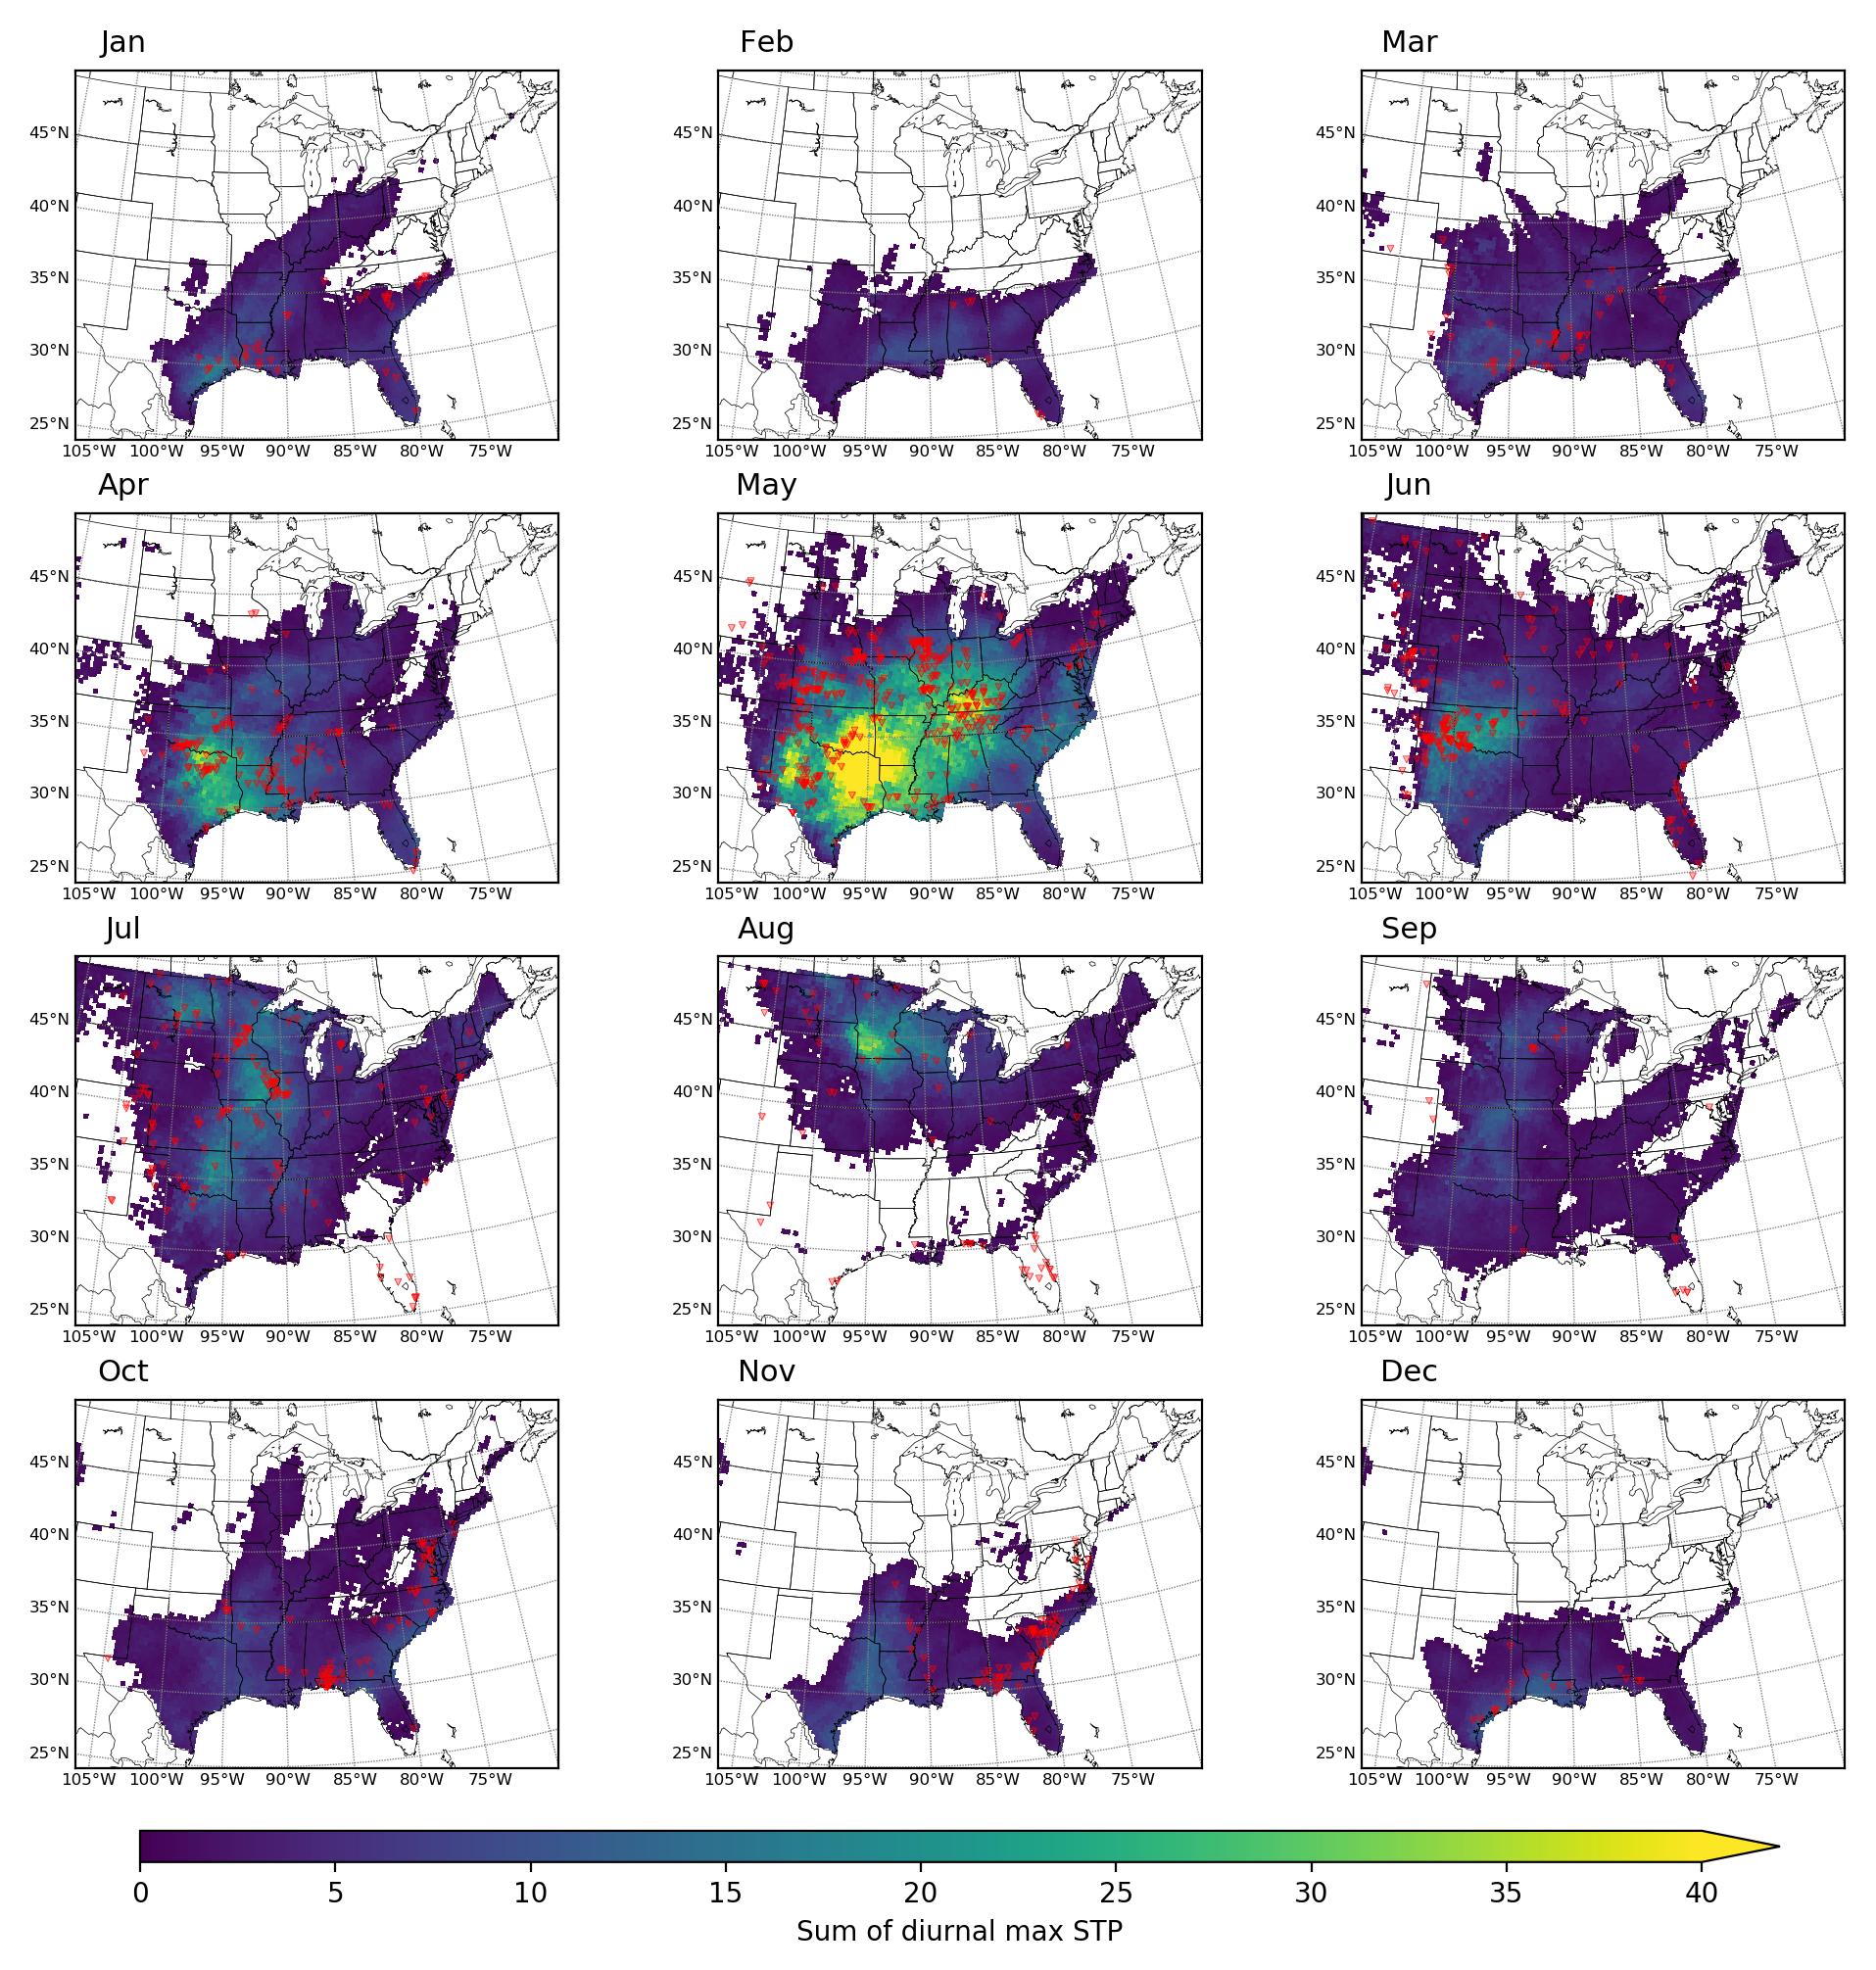 Jan Feb Mar
45°N 45°N 45°N
40°N 40°N 40°N
35°N 35°N 35°N
30°N 30°N 30°N
25°N 25°N 25°N
105°W 100°W 95°W 90°W 85°W 80°W 75°W 105°W 100°W 95°W 90°W 85°W 80°W 75°W 105°W 100°W 95°W 90°W 85°W 80°W 75°W
Apr May Jun
45°N 45°N 45°N
40°N 40°N 40°N
35°N 35°N 35°N
30°N 30°N 30°N
25°N 25°N 25°N
105°W 100°W 95°W 90°W 85°W 80°W 75°W 105°W 100°W 95°W 90°W 85°W 80°W 75°W 105°W 100°W 95°W 90°W 85°W 80°W 75°W
Jul Aug Sep
45°N 45°N 45°N
40°N 40°N 40°N
35°N 35°N 35°N
30°N 30°N 30°N
25°N 25°N 25°N
105°W 100°W 95°W 90°W 85°W 80°W 75°W 105°W 100°W 95°W 90°W 85°W 80°W 75°W 105°W 100°W 95°W 90°W 85°W 80°W 75°W
Oct Nov Dec
45°N 45°N 45°N
40°N 40°N 40°N
35°N 35°N 35°N
30°N 30°N 30°N
25°N 25°N 25°N
105°W 100°W 95°W 90°W 85°W 80°W 75°W 105°W 100°W 95°W 90°W 85°W 80°W 75°W 105°W 100°W 95°W 90°W 85°W 80°W 75°W
0 5 10 15 20 25 30 35 40
Sum of diurnal max STP